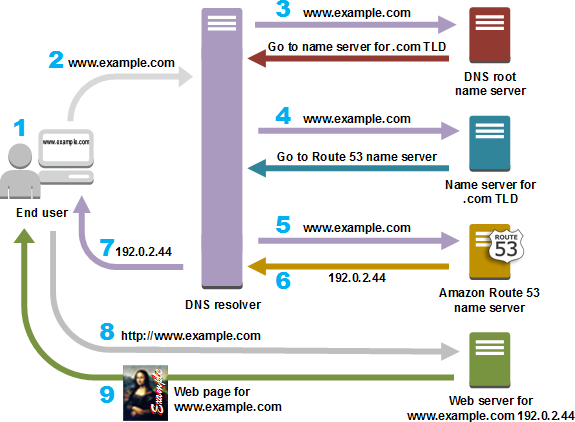 3 www.example.com
Go to name server for .com TLD
DNS root
name server
2 www.example.com
1
www.example.com
End user
4 www.example.com
Go to Route 53 name server
Name server for
.com TLD
5 www.example.com
ROUTE
53
6 192.0.2.44
Amazon Route 53
name server
7 192.0.2.44
DNS resolver
8 http://www.example.com
9
Example
Web page for
www.example.com
Web server for
www.example.com 192.0.2.44